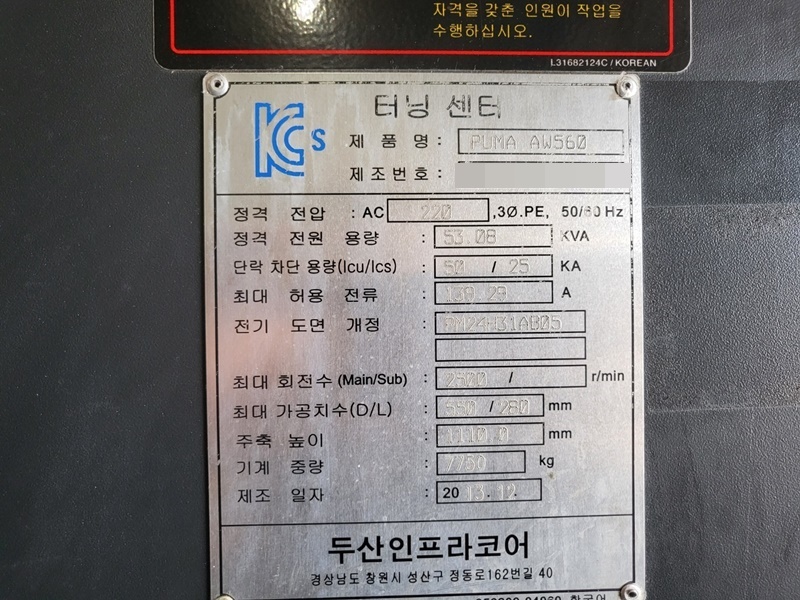 자격을 갖춘 인원이 작업을
수행하십시오.
L31682124C / KOREAN
KCs
터닝 센터
제 품 명 : PUMA AW560
제조번호 :
정격 전압 : AC 220 ,3Ø.PE, 50/60 Hz
정격 전원 용량 : 53.08 KVA
단락 차단 용량(Icu/Ics) : 50 / 25 KA
최대 허용 전류 : A
전기 도면 개정 :
최대 회전수 (Main/Sub) : 2500 / r/min
최대 가공치수(D/L) : / 280 mm
주축 높이 : 1110.0 mm
기계 중량 : 7750 kg
제조 일자 : 20 13.12.
두산인프라코어
경상남도 창원시 성산구 정동로162번길 40